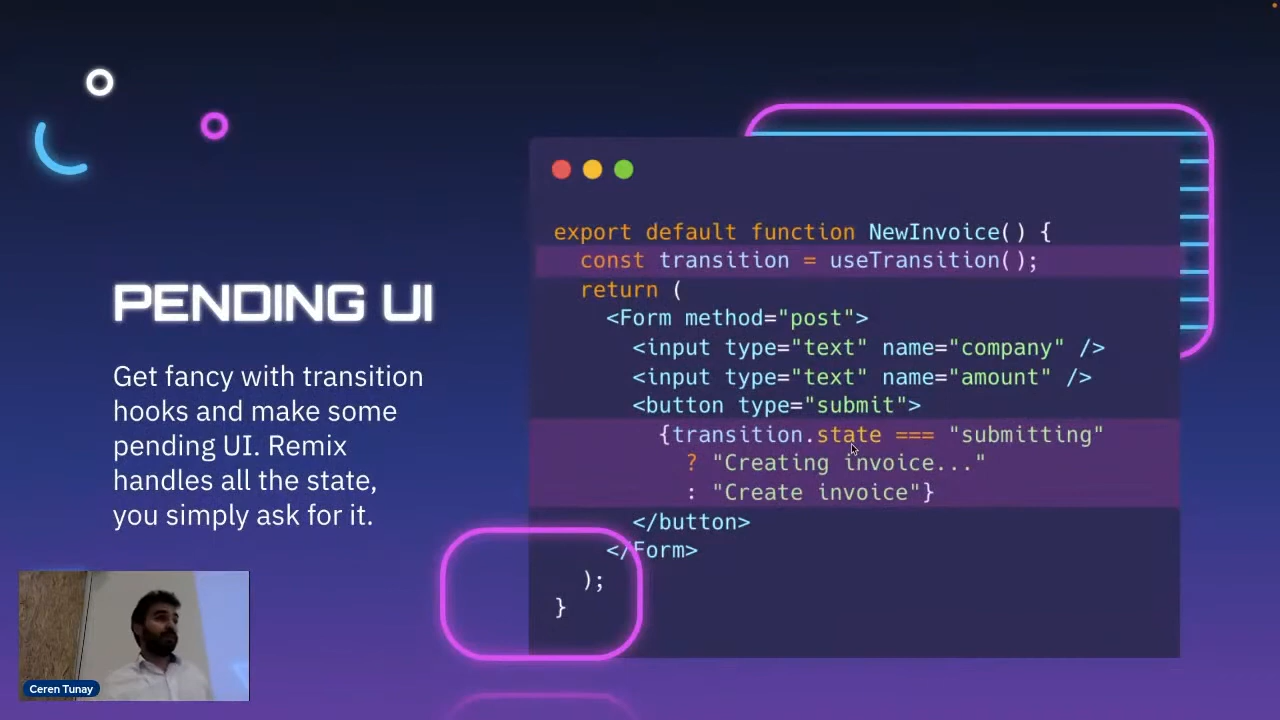 PENDING UI
Get fancy with transition
hooks and make some
pending UI. Remix
handles all the state,
you simply ask for it.
export default function NewInvoice() {
const transition = useTransition();
return (
<Form method="post">
<input type="text" name="company" />
<input type="text" name="amount" />
<button type="submit">
{transition.state === "submitting"
? "Creating invoice..."
: "Create invoice"}
</button>
</Form>
);
}
Ceren Tunay